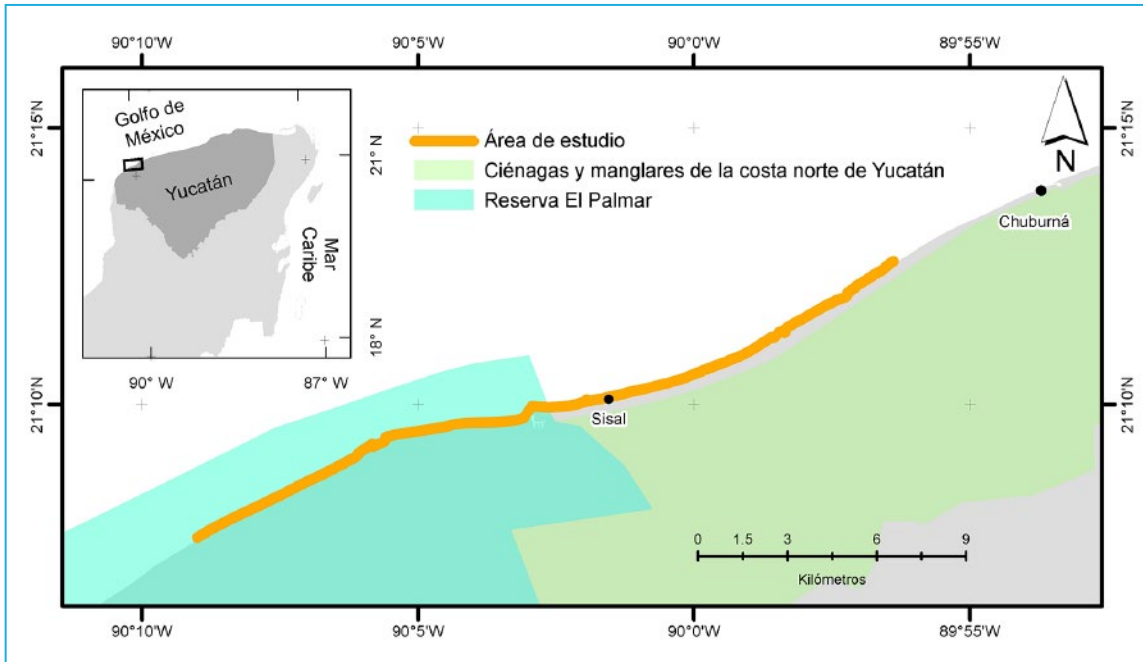 90°10'W 90°5'W 90°0'W 89°55'W
21°15'N
21°15'N
Golfo de
México
21° N
Yucatán
Mar
Caribe
18° N
90° W 87° W
Área de estudio
Ciénagas y manglares de la costa norte de Yucatán
Reserva El Palmar
N
Chuburná
21°10'N
Sisal
21°10'N
0 1.5 3 6 9
Kilómetros
90°10'W 90°5'W 90°0'W 89°55'W